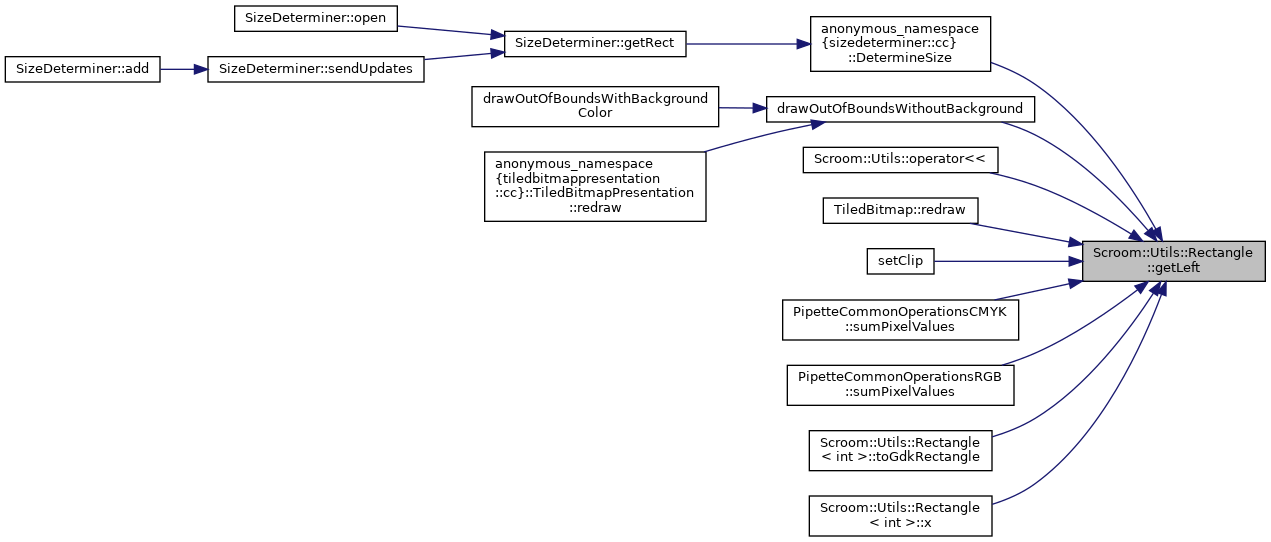 SizeDeterminer::open
SizeDeterminer::add
SizeDeterminer::sendUpdates
SizeDeterminer::getRect
anonymous_namespace
{sizedeterminer::cc}
::DetermineSize
drawOutOfBoundsWithBackground
Color
drawOutOfBoundsWithoutBackground
anonymous_namespace
{tiledbitmappresentation
::cc}::TiledBitmapPresentation
::redraw
Scroom::Utils::operator<<
TiledBitmap::redraw
setClip
Scroom::Utils::Rectangle
::getLeft
PipetteCommonOperationsCMYK
::sumPixelValues
PipetteCommonOperationsRGB
::sumPixelValues
Scroom::Utils::Rectangle
< int >::toGdkRectangle
Scroom::Utils::Rectangle
< int >::x